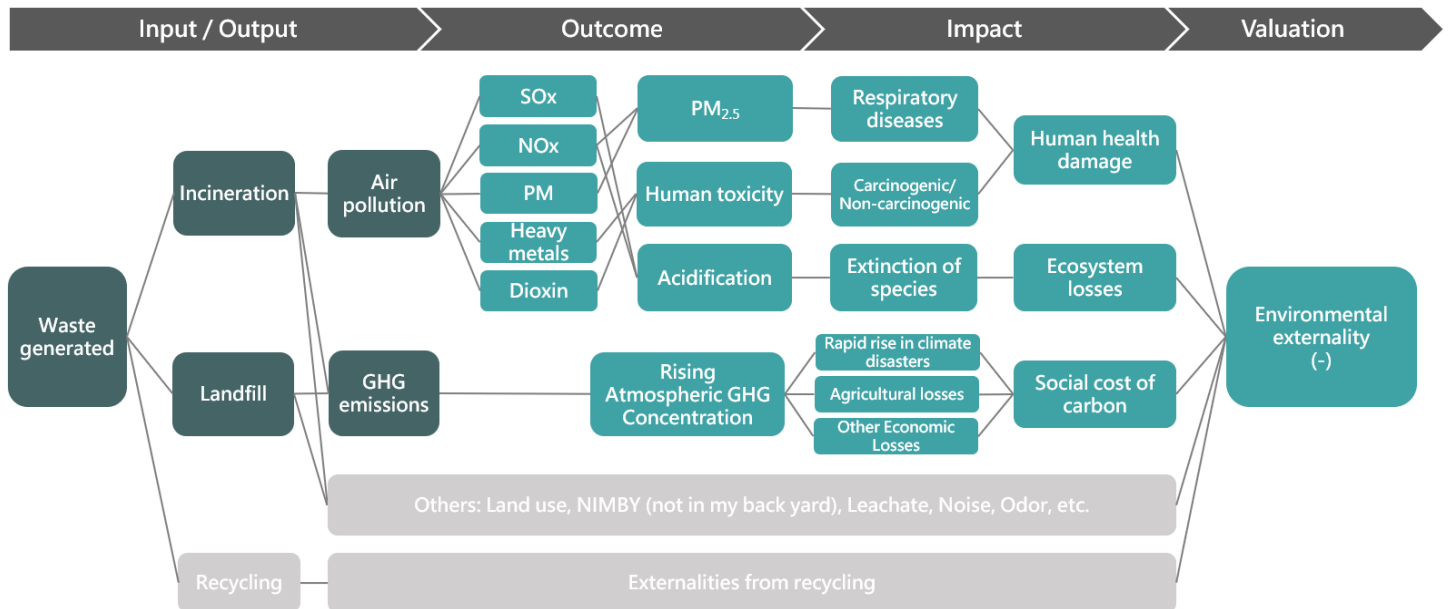 Input / Output
Outcome
Impact
Valuation
Waste
generated
Incineration
Landfill
Recycling
Air
pollution
GHG
emissions
SOx
NOx
PM
Heavy
metals
Dioxin
PM2.5
Human toxicity
Acidification
Rising
Atmospheric GHG
Concentration
Respiratory
diseases
Carcinogenic/
Non-carcinogenic
Extinction of
species
Rapid rise in climate
disasters
Agricultural losses
Other Economic
Losses
Human health
damage
Ecosystem
losses
Social cost of
carbon
Environmental
externality
(-)
Others: Land use, NIMBY (not in my back yard), Leachate, Noise, Odor, etc.
Externalities from recycling